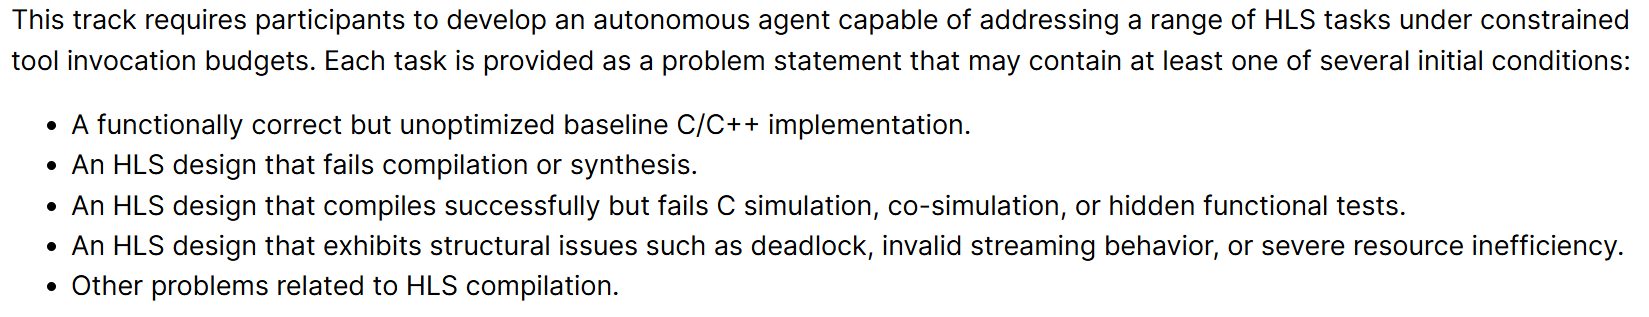 This track requires participants to develop an autonomous agent capable of addressing a range of HLS tasks under constrained
tool invocation budgets. Each task is provided as a problem statement that may contain at least one of several initial conditions:
• A functionally correct but unoptimized baseline C/C++ implementation.
• An HLS design that fails compilation or synthesis.
• An HLS design that compiles successfully but fails C simulation, co-simulation, or hidden functional tests.
• An HLS design that exhibits structural issues such as deadlock, invalid streaming behavior, or severe resource inefficiency.
• Other problems related to HLS compilation.